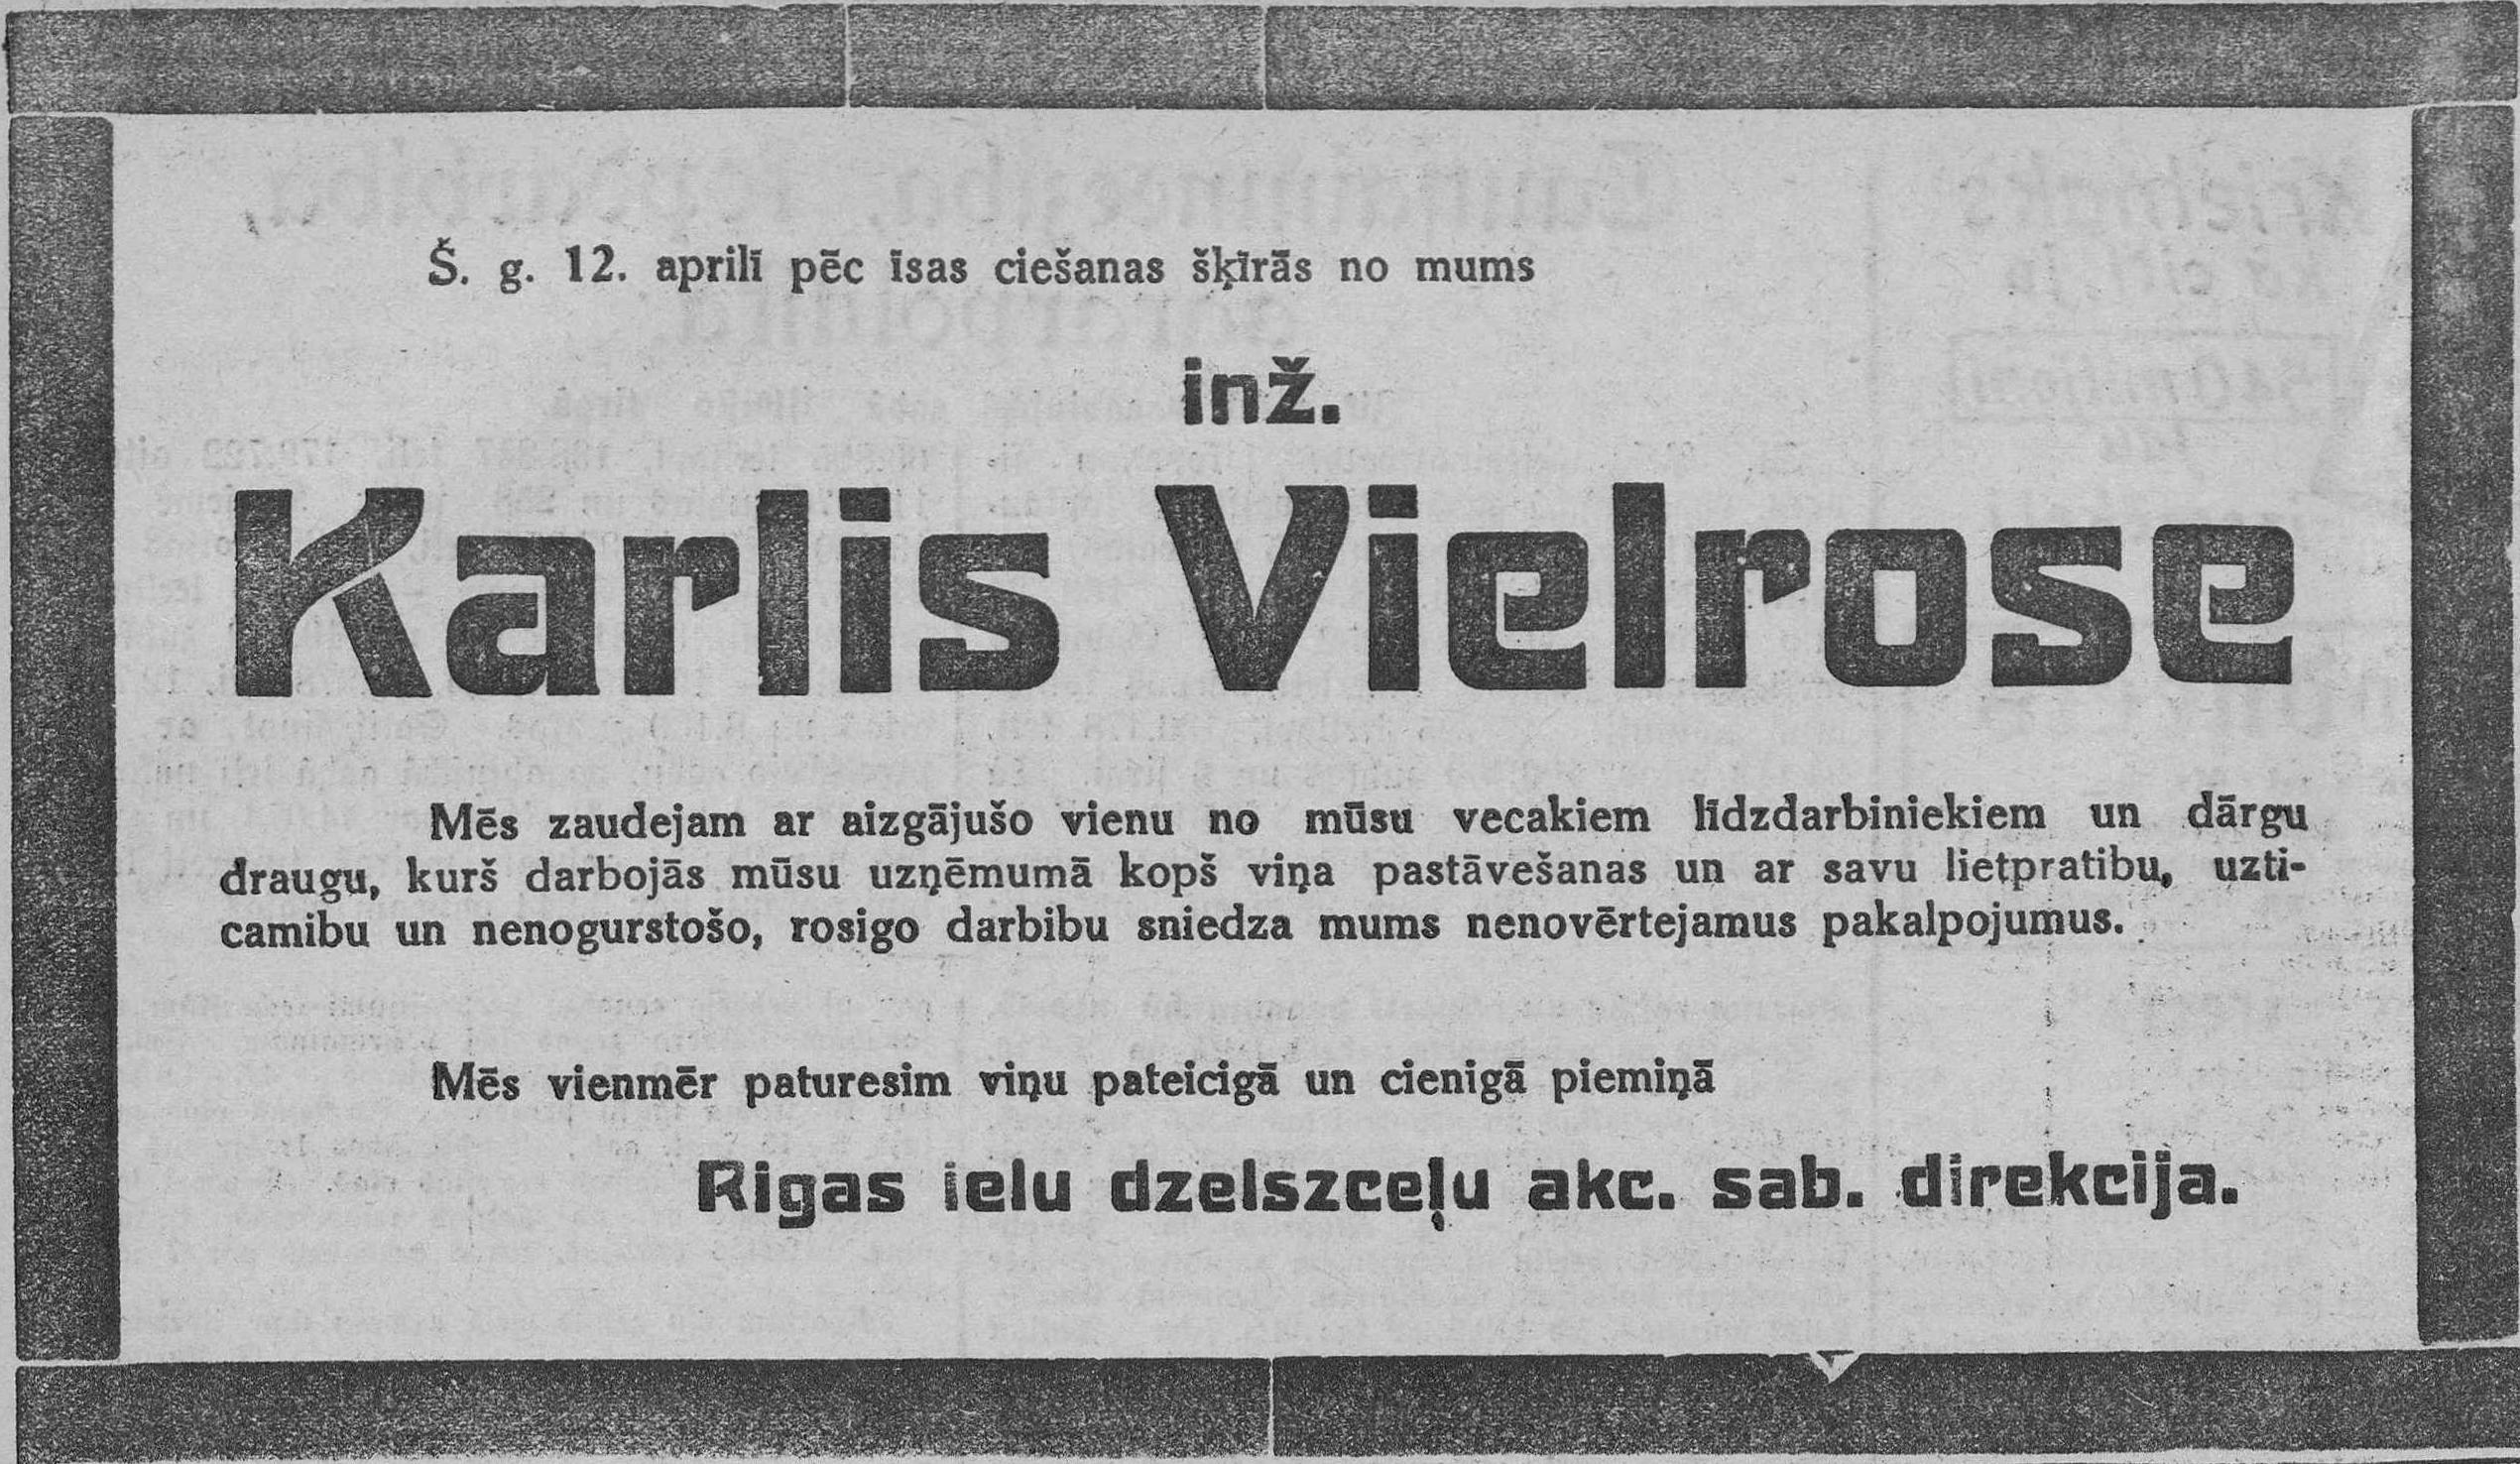 Š. g. 12. aprilī pēc īsas ciešanas šķīrās no mums
inž.
Karlis Vielrose
Mēs zaudejam ar aizgājušo vienu no mūsu vecakiem līdzdarbiniekiem un dārgu
draugu, kurš darbojās mūsu uzņēmumā kopš viņa pastāvešanas un ar savu lietpratibu, uzti-
camibu un nenogurstošo, rosigo darbibu sniedza mums nenovērtejamus pakalpojumus.
Mēs vienmēr paturesim viņu pateicigā un cienigā piemiņā
Rigas ielu dzelszceļu akc. sab. direkcija.